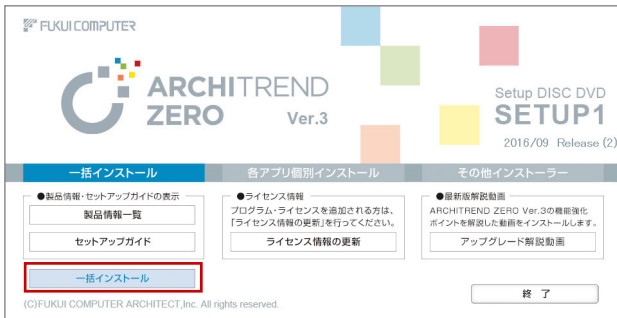 FUKUI COMPUTER
ARCHITREND
ZERO Ver.3
Setup DISC DVD
SETUP1
2016/09 Release (2)
一括インストール
各アプリ個別インストール
その他インストーラー
●製品情報・セットアップガイドの表示
製品情報一覧
セットアップガイド
●ライセンス情報
プログラム・ライセンスを追加される方は、
「ライセンス情報の更新」を行ってください。
ライセンス情報の更新
●最新版解説動画
ARCHITREND ZERO Ver.3の機能強化
ポイントを解説した動画をインストールします。
アップグレード解説動画
一括インストール
終 了
(C)FUKUI COMPUTER ARCHITECT,Inc. All rights reserved.